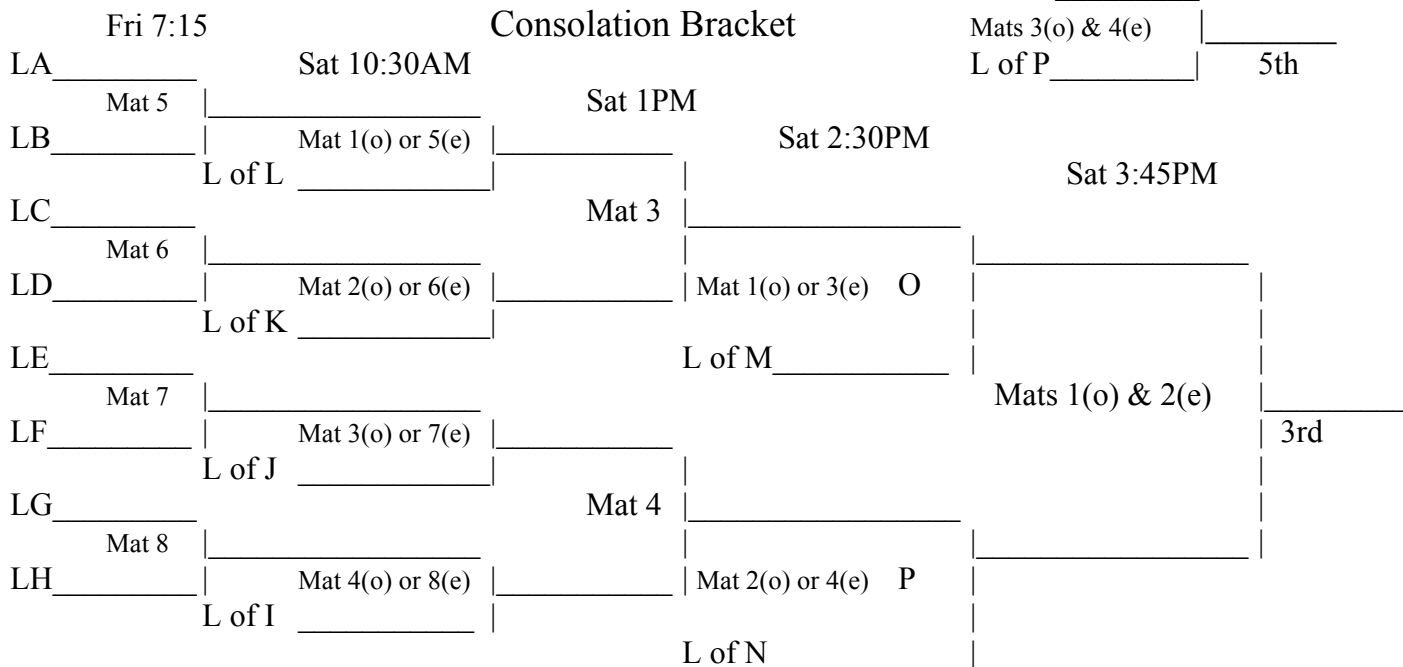 Fri 7:15 Consolation Bracket Mats 3(o) & 4(e)
LA Sat 10:30AM L of P 5th
Mat 5 Sat 1PM
LB Mat 1(o) or 5(e) Sat 2:30PM
L of L Sat 3:45PM
LC Mat 3
Mat 6
LD Mat 2(o) or 6(e) Mat 1(o) or 3(e) O
L of K
LE L of M
Mat 7 Mats 1(o) & 2(e)
LF Mat 3(o) or 7(e) 3rd
L of J
LG Mat 4
Mat 8
LH Mat 4(o) or 8(e) Mat 2(o) or 4(e) P
L of I
L of N